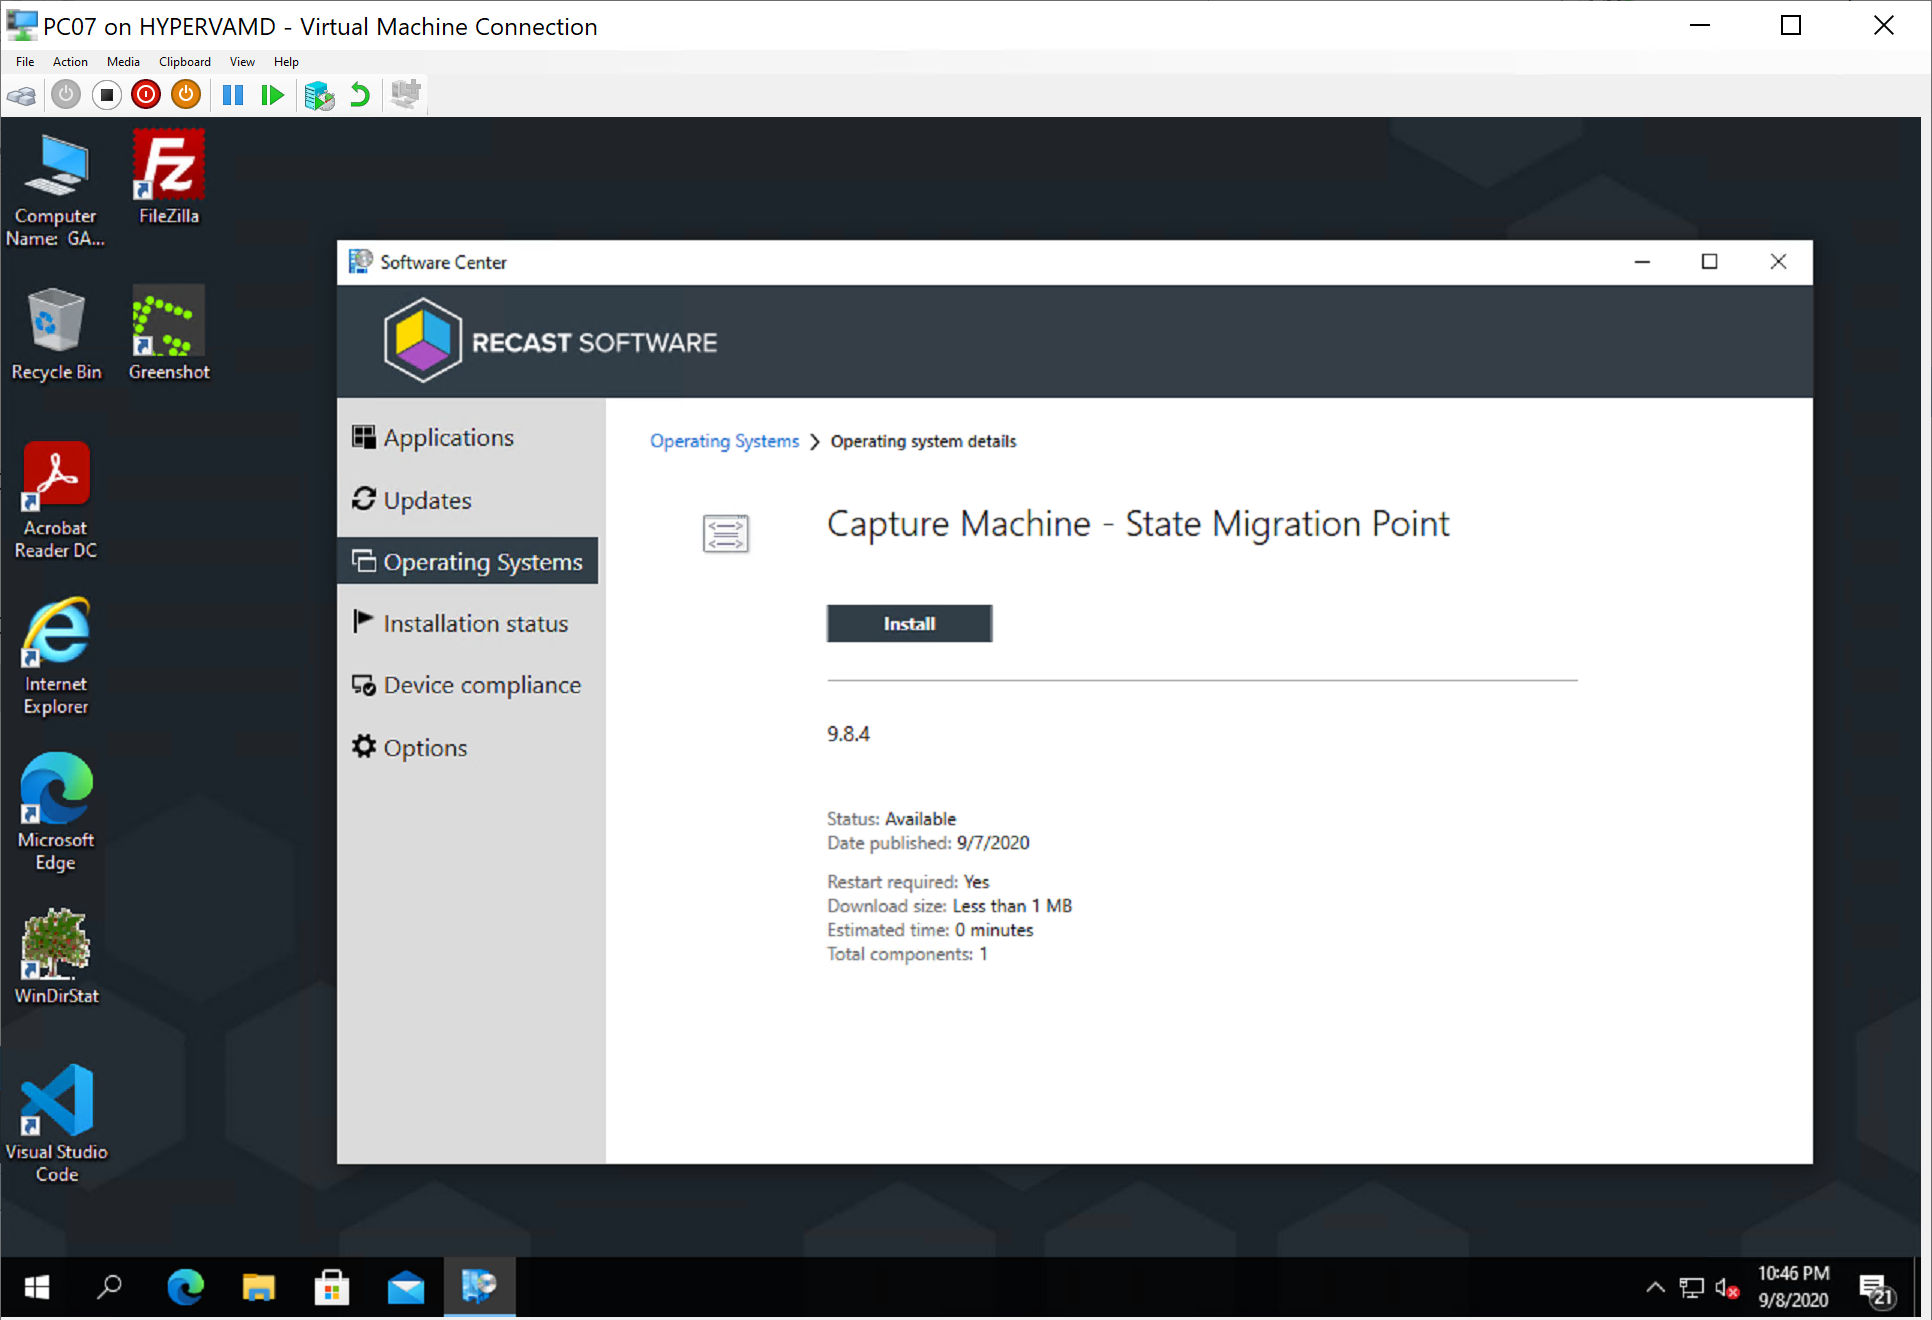 PC07 on HYPERVAMD - Virtual Machine Connection
File Action Media Clipboard View Help
Computer
Name: GA...
FileZilla
Recycle Bin
Greenshot
Acrobat
Reader DC
Internet
Explorer
Microsoft
Edge
WinDirStat
Visual Studio
Code
Software Center
RECAST SOFTWARE
Applications
Updates
Operating Systems
Installation status
Device compliance
Options
Operating Systems > Operating system details
Capture Machine - State Migration Point
Install
9.8.4
Status: Available
Date published: 9/7/2020
Restart required: Yes
Download size: Less than 1 MB
Estimated time: 0 minutes
Total components: 1
10:46 PM
9/8/2020
21